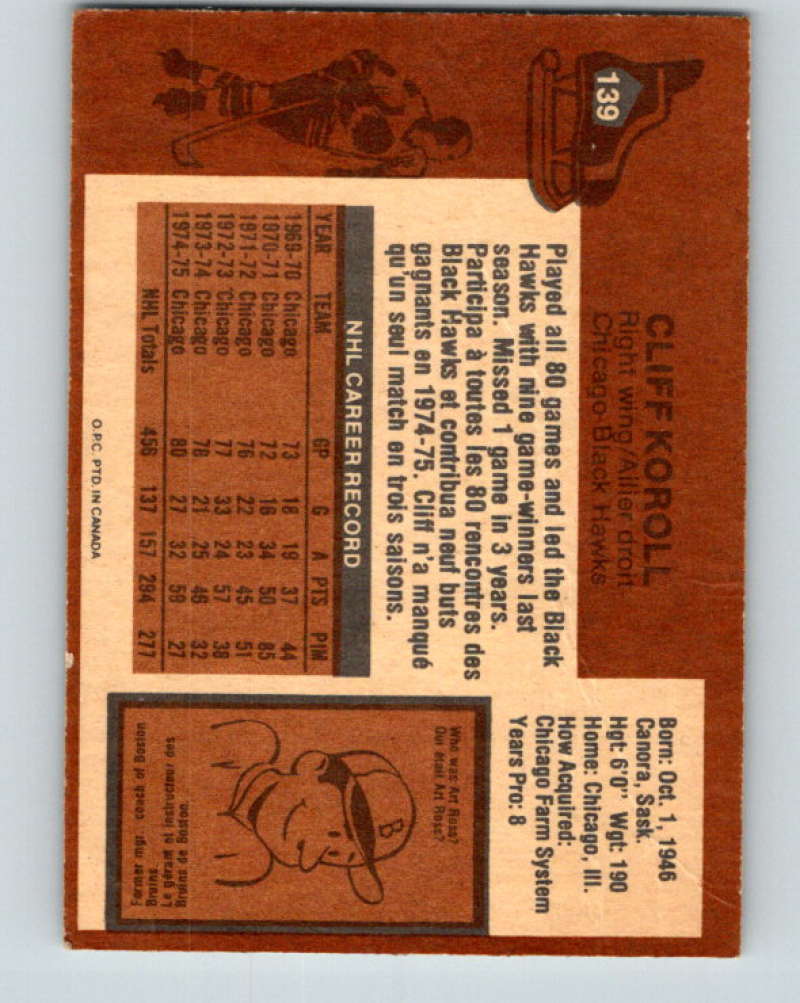 139
CLIFF KOROLL
Right wing/Ailier droit
Chicago Black Hawks
Born: Oct. 1, 1946
Canora, Sask.
Hgt: 6'0" Wgt: 190
Home: Chicago, Ill.
How Acquired:
Chicago Farm System
Years Pro: 8
Played all 80 games and led the Black
Hawks with nine game-winners last
season. Missed 1 game in 3 years.
Participa à toutes les 80 rencontres des
Black Hawks et contribua neuf buts
gagnants en 1974-75. Cliff n'a manqué
qu'un seul match en trois saisons.
NHL CAREER RECORD
YEAR TEAM GP G A PTS PIM
1969-70 Chicago 73 18 19 37 44
1970-71 Chicago 72 16 34 50 85
1971-72 Chicago 76 22 23 45 51
1972-73 Chicago 77 33 24 57 38
1973-74 Chicago 78 21 25 46 32
1974-75 Chicago 80 27 32 59 27
NHL Totals 456 137 157 294 277
Who was Art Ross?
Qui était Art Ross?
B
Former mgr. coach of Boston
Bruins.
Le gérant et instructeur des
Bruins de Boston.
O.P.C. PTD. IN CANADA